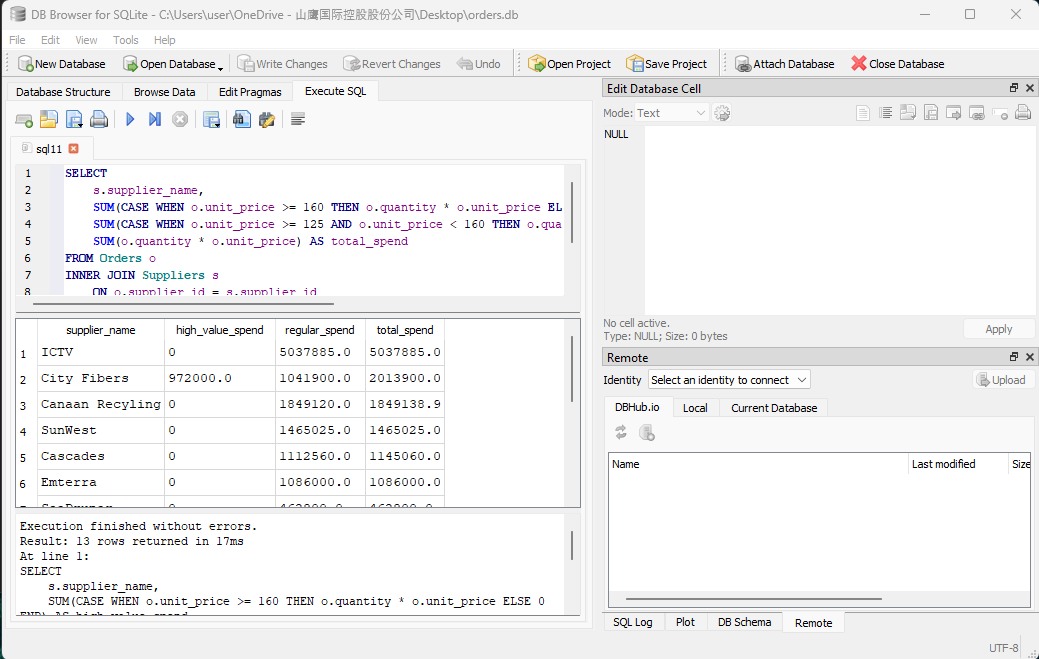 DB Browser for SQLite - C:\Users\user\OneDrive - 山鹰国际控股股份公司\Desktop\orders.db
File Edit View Tools Help
New Database Open Database Write Changes Revert Changes Undo Open Project Save Project Attach Database Close Database
Database Structure Browse Data Edit Pragmas Execute SQL
sql11
1 SELECT
2 s.supplier_name,
3 SUM(CASE WHEN o.unit_price >= 160 THEN o.quantity * o.unit_price EL
4 SUM(CASE WHEN o.unit_price >= 125 AND o.unit_price < 160 THEN o.qua
5 SUM(o.quantity * o.unit_price) AS total_spend
6 FROM Orders o
7 INNER JOIN Suppliers s
8 ON o.supplier_id = s.supplier_id
supplier_name high_value_spend regular_spend total_spend
1 ICTV 0 5037885.0 5037885.0
2 City Fibers 972000.0 1041900.0 2013900.0
3 Canaan Recyling 0 1849120.0 1849138.9
4 SunWest 0 1465025.0 1465025.0
5 Cascades 0 1112560.0 1145060.0
6 Emterra 0 1086000.0 1086000.0
Execution finished without errors.
Result: 13 rows returned in 17ms
At line 1:
SELECT
s.supplier_name,
SUM(CASE WHEN o.unit_price >= 160 THEN o.quantity * o.unit_price ELSE 0
END) AS high_value_spend
Edit Database Cell
Mode: Text
NULL
No cell active.
Type: NULL; Size: 0 bytes
Apply
Remote
Identity Select an identity to connect Upload
DBHub.io Local Current Database
Name Last modified Size
SQL Log Plot DB Schema Remote
UTF-8